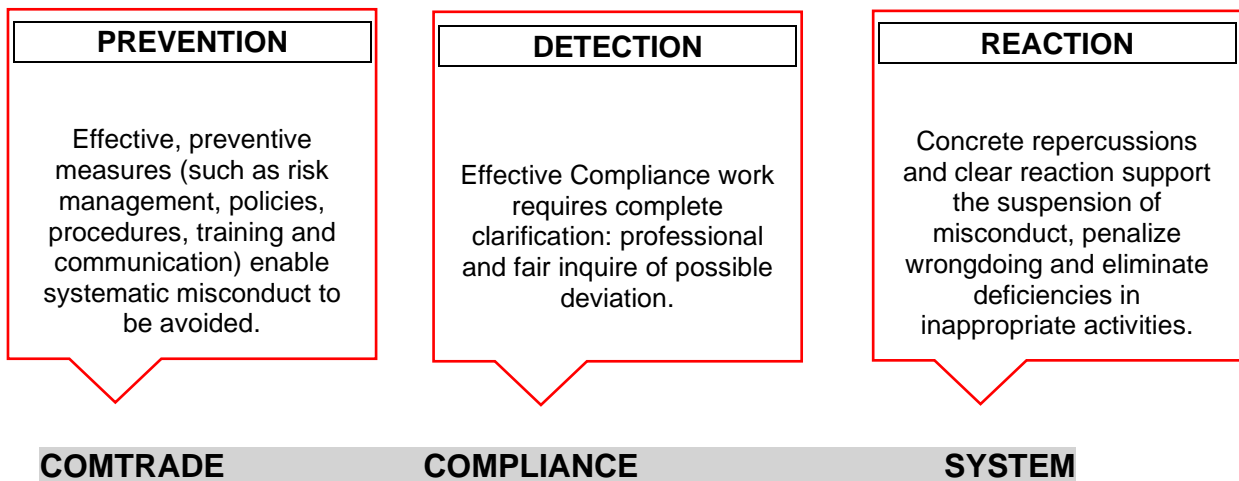 PREVENTION
Effective, preventive
measures (such as risk
management, policies,
procedures, training and
communication) enable
systematic misconduct to
be avoided.
DETECTION
Effective Compliance work
requires complete
clarification: professional
and fair inquire of possible
deviation.
REACTION
Concrete repercussions
and clear reaction support
the suspension of
misconduct, penalize
wrongdoing and eliminate
deficiencies in
inappropriate activities.
COMTRADE COMPLIANCE SYSTEM